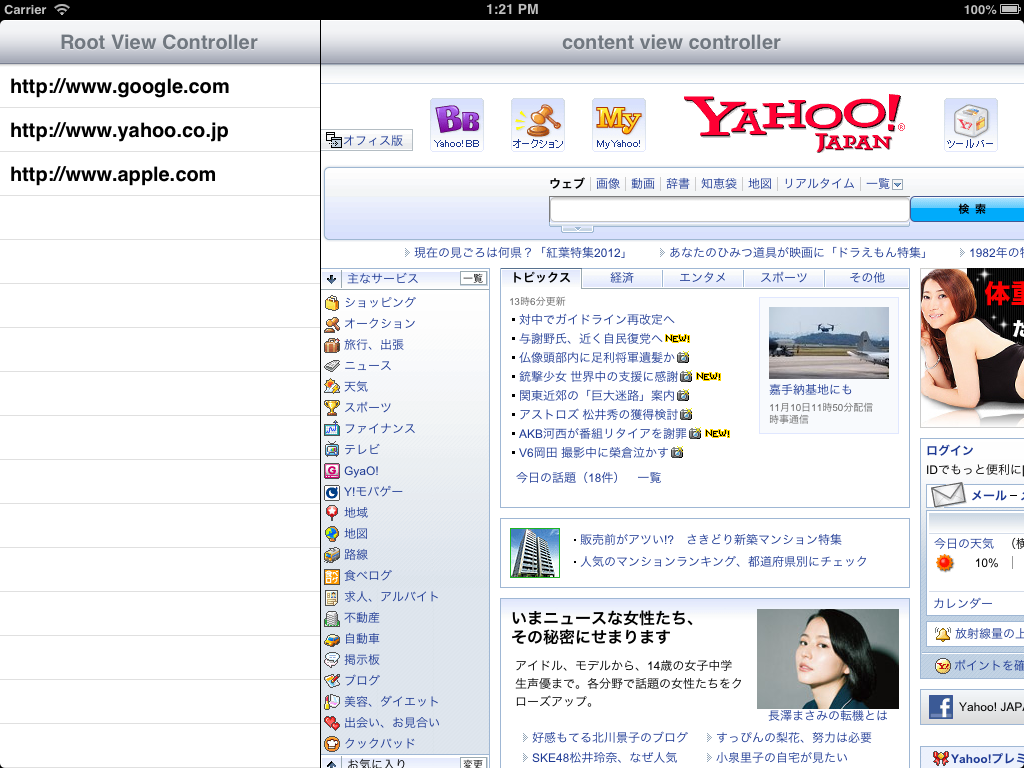 Carrier
1:21 PM
100%
Root View Controller
content view controller
http://www.google.com
http://www.yahoo.co.jp
http://www.apple.com
オフィス版
BB
Yahoo! BB
オークション
My
My Yahoo!
YAHOO!
JAPAN
ツールバー
ウェブ 画像 動画 辞書 知恵袋 地図 リアルタイム 一覧
検 索
現在の見ごろは何県？「紅葉特集2012」
あなたのひみつ道具が映画に「ドラえもん特集」
1982年の特
主なサービス 一覧
ショッピング
オークション
旅行、出張
ニュース
天気
スポーツ
ファイナンス
テレビ
GyaO!
Y!モバゲー
地域
地図
路線
食べログ
求人、アルバイト
不動産
自動車
掲示板
ブログ
美容、ダイエット
出会い、お見合い
クックパッド
お気に入り 変更
トピックス 経済 エンタメ スポーツ その他
13時6分更新
対中でガイドライン再改定へ
与謝野氏、近く自民復党へ NEW!
仏像頭部内に足利将軍遺髪か
銃撃少女 世界中の支援に感謝 NEW!
関東近郊の「巨大迷路」案内
アストロズ 松井秀の獲得検討
AKB河西が番組リタイアを謝罪 NEW!
V6岡田 撮影中に榮倉泣かす
今日の話題（18件） 一覧
嘉手納基地にも
11月10日11時50分配信
時事通信
販売前がアツい!? さきどり新築マンション特集
人気のマンションランキング、都道府県別にチェック
いまニュースな女性たち、
その秘密にせまります
アイドル、モデルから、14歳の女子中学
生声優まで。各分野で話題の女性たちをク
ローズアップ。
長澤まさみの転機とは
好感もてる北川景子のブログ
すっぴんの梨花、努力は必要
SKE48松井玲奈、なぜ人気
小泉里子の自宅が見たい
体重
た
ログイン
IDでもっと便利に[
メール – メ
今日の天気 （横
10%
カレンダー
放射線量の上
ポイントを確
Yahoo! JAPA
Yahoo!プレミ